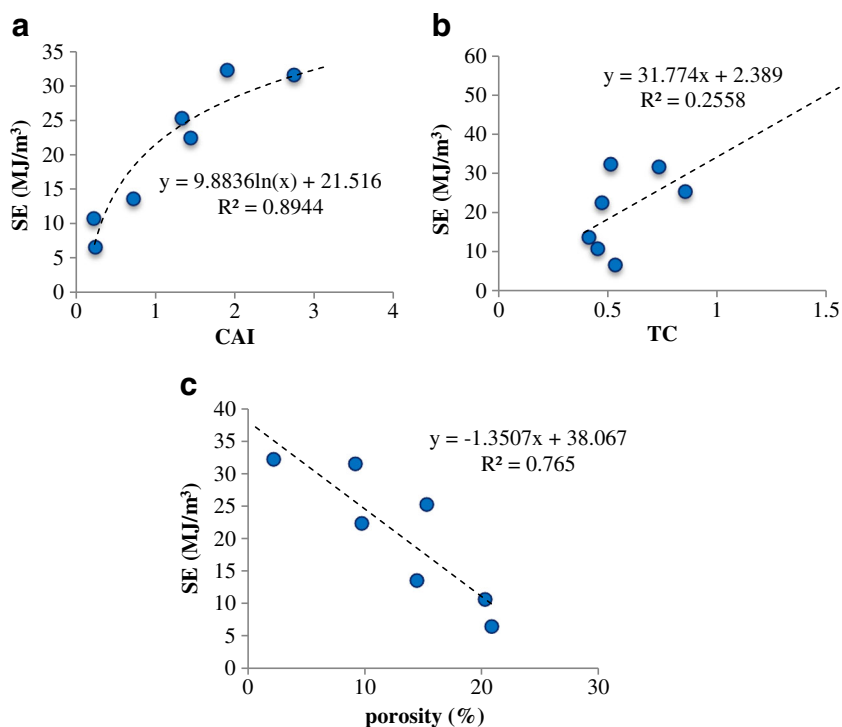 a
35
30
25
20
15
10
5
0
SE (MJ/m³)
y = 9.8836ln(x) + 21.516
R² = 0.8944
0 1 2 3 4
CAI
b
60
50
40
30
20
10
0
SE (MJ/m³)
y = 31.774x + 2.389
R² = 0.2558
0 0.5 1 1.5
TC
c
40
35
30
25
20
15
10
5
0
SE (MJ/m³)
y = -1.3507x + 38.067
R² = 0.765
0 10 20 30
porosity (%)